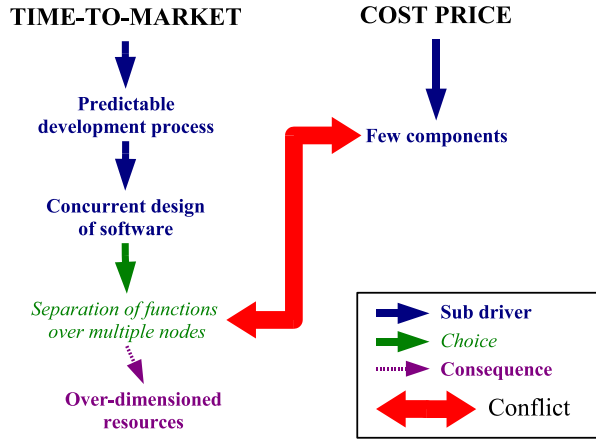 TIME-TO-MARKET
Predictable
development process
Concurrent design
of software
Separation of functions
over multiple nodes
Over-dimensioned
resources
COST PRICE
Few components
Sub driver
Choice
Consequence
Conflict